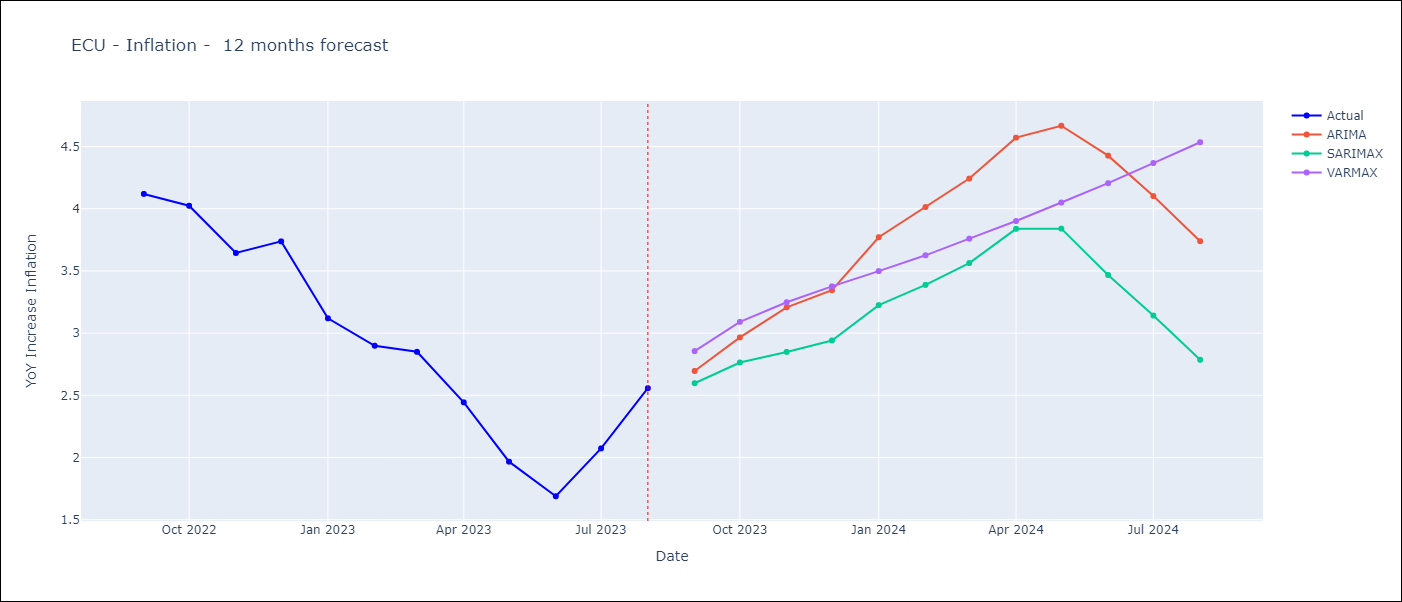 ECU - Inflation -  12 months forecast
Actual
ARIMA
SARIMAX
VARMAX
YoY Increase Inflation
4.5
4
3.5
3
2.5
2
1.5
Oct 2022
Jan 2023
Apr 2023
Jul 2023
Oct 2023
Jan 2024
Apr 2024
Jul 2024
Date